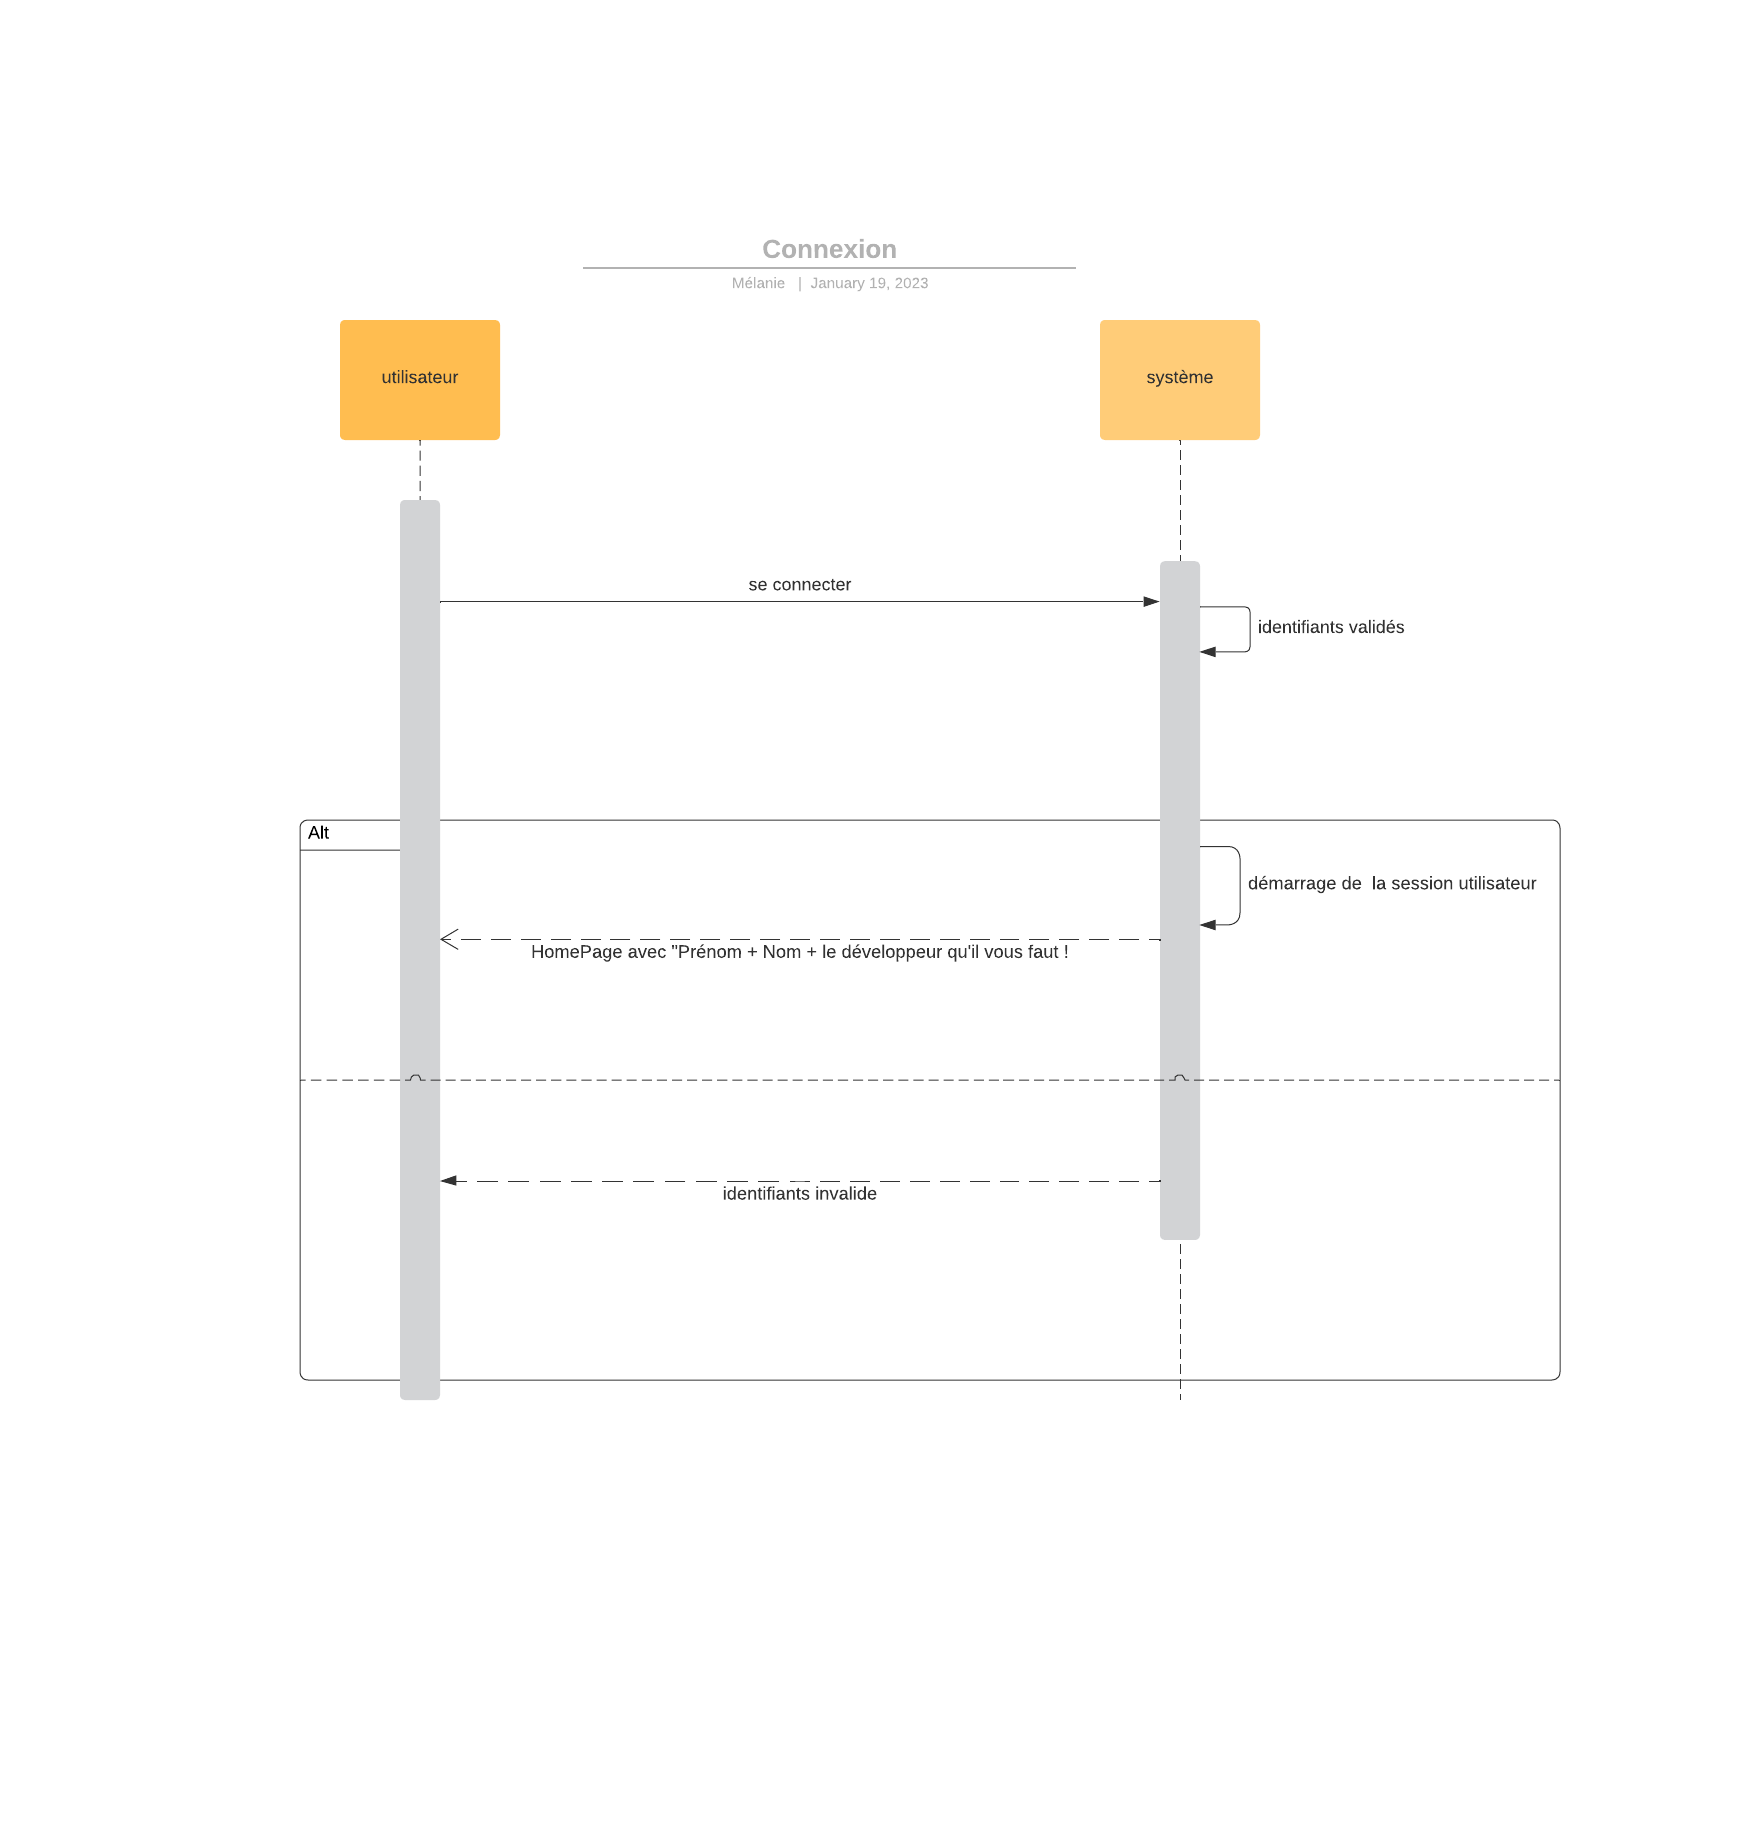 Connexion
Mélanie | January 19, 2023
utilisateur
système
se connecter
identifiants validés
Alt
démarrage de la session utilisateur
HomePage avec "Prénom + Nom + le développeur qu'il vous faut !
identifiants invalide